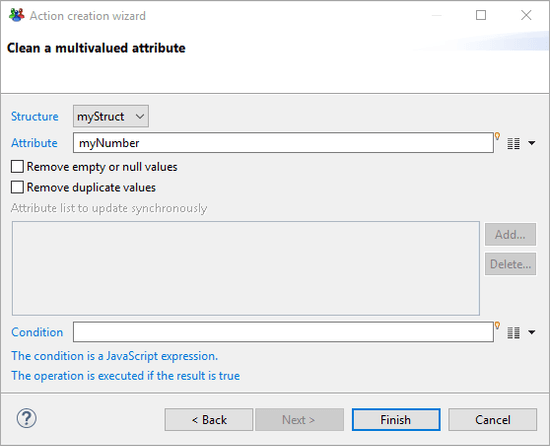 Action creation wizard
Clean a multivalued attribute
Structure myStruct
Attribute myNumber
Remove empty or null values
Remove duplicate values
Attribute list to update synchronously
Add...
Delete...
Condition
The condition is a JavaScript expression.
The operation is executed if the result is true
? < Back Next > Finish Cancel